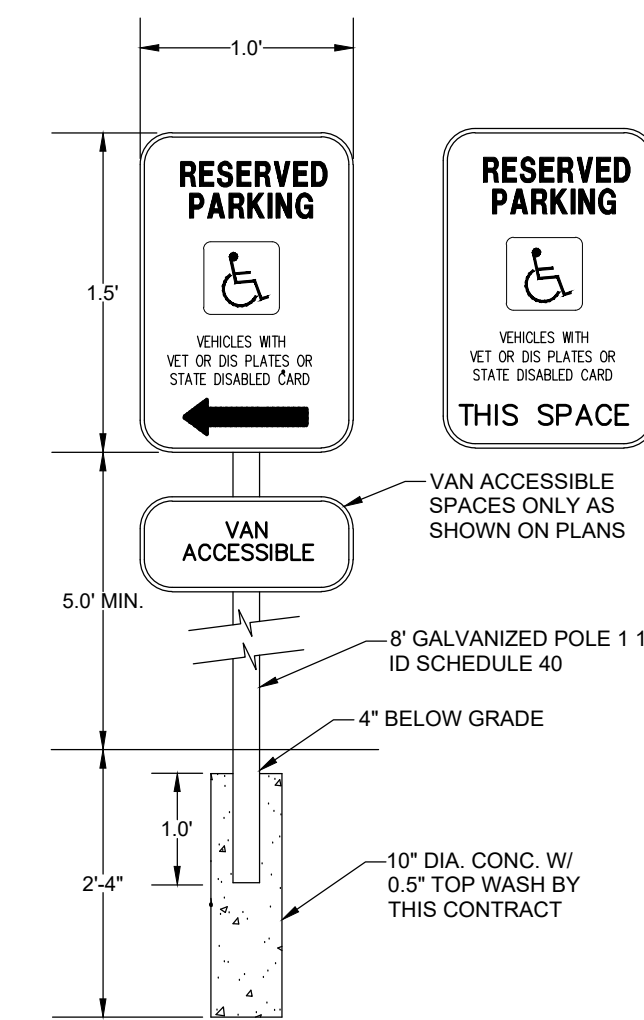 1.0'
RESERVED
PARKING
VEHICLES WITH
VET OR DIS PLATES OR
STATE DISABLED CARD
RESERVED
PARKING
VEHICLES WITH
VET OR DIS PLATES OR
STATE DISABLED CARD
THIS SPACE
1.5'
VAN
ACCESSIBLE
VAN ACCESSIBLE
SPACES ONLY AS
SHOWN ON PLANS
5.0' MIN.
8' GALVANIZED POLE 1 1
ID SCHEDULE 40
4" BELOW GRADE
1.0'
2'-4"
10" DIA. CONC. W/
0.5" TOP WASH BY
THIS CONTRACT